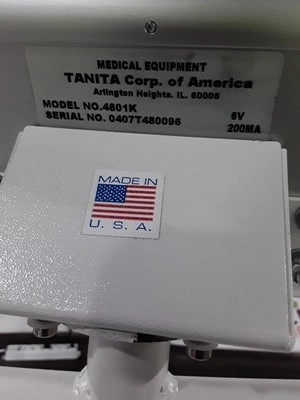 MEDICAL EQUIPMENT
TANITA Corp. of America
Arlington Heights. IL. 60005
MODEL NO.4801K 6V
SERIAL NO. 0407T480096 200MA
MADE IN
U. S. A.